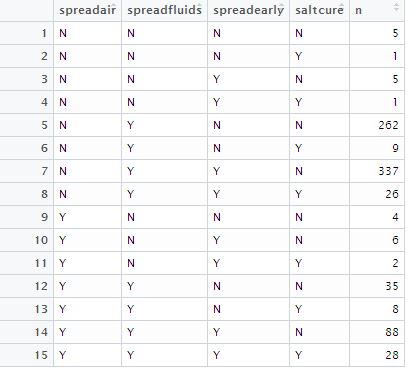 spreadair spreadfluids spreadearly saltcure n
1 N N N N 5
2 N N N Y 1
3 N N Y N 5
4 N N Y Y 1
5 N Y N N 262
6 N Y N Y 9
7 N Y Y N 337
8 N Y Y Y 26
9 Y N N N 4
10 Y N Y N 6
11 Y N Y Y 2
12 Y Y N N 35
13 Y Y N Y 8
14 Y Y Y N 88
15 Y Y Y Y 28